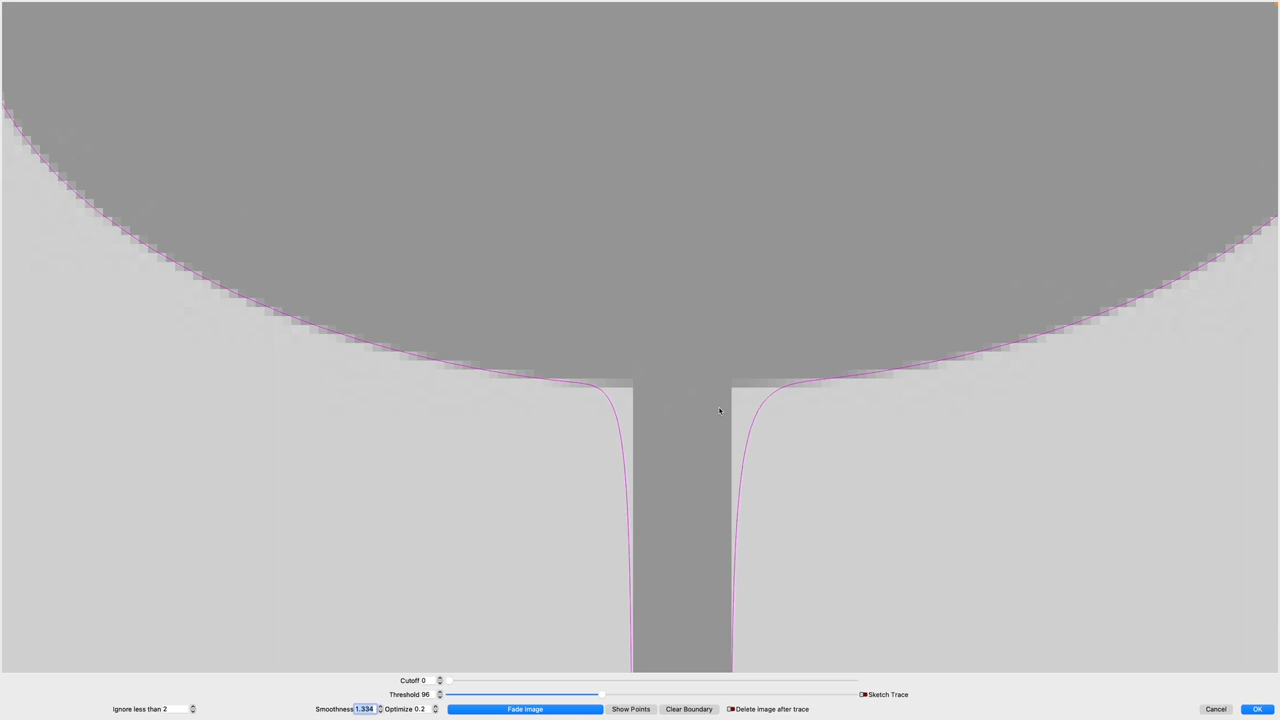 Cutoff 0
Threshold 96
Sketch Trace
Ignore less than 2
Smoothness 1.334
Optimize 0.2
Fade Image
Show Points
Clear Boundary
Delete image after trace
Cancel
OK